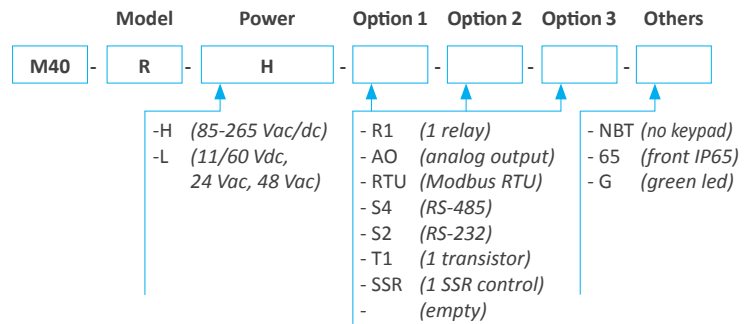 Model Power Option 1 Option 2 Option 3 Others
M40 - R - H - - - -
-H (85-265 Vac/dc)
-L (11/60 Vdc,
24 Vac, 48 Vac)
- R1 (1 relay)
- AO (analog output)
- RTU (Modbus RTU)
- S4 (RS-485)
- S2 (RS-232)
- T1 (1 transistor)
- SSR (1 SSR control)
- (empty)
- NBT (no keypad)
- 65 (front IP65)
- G (green led)